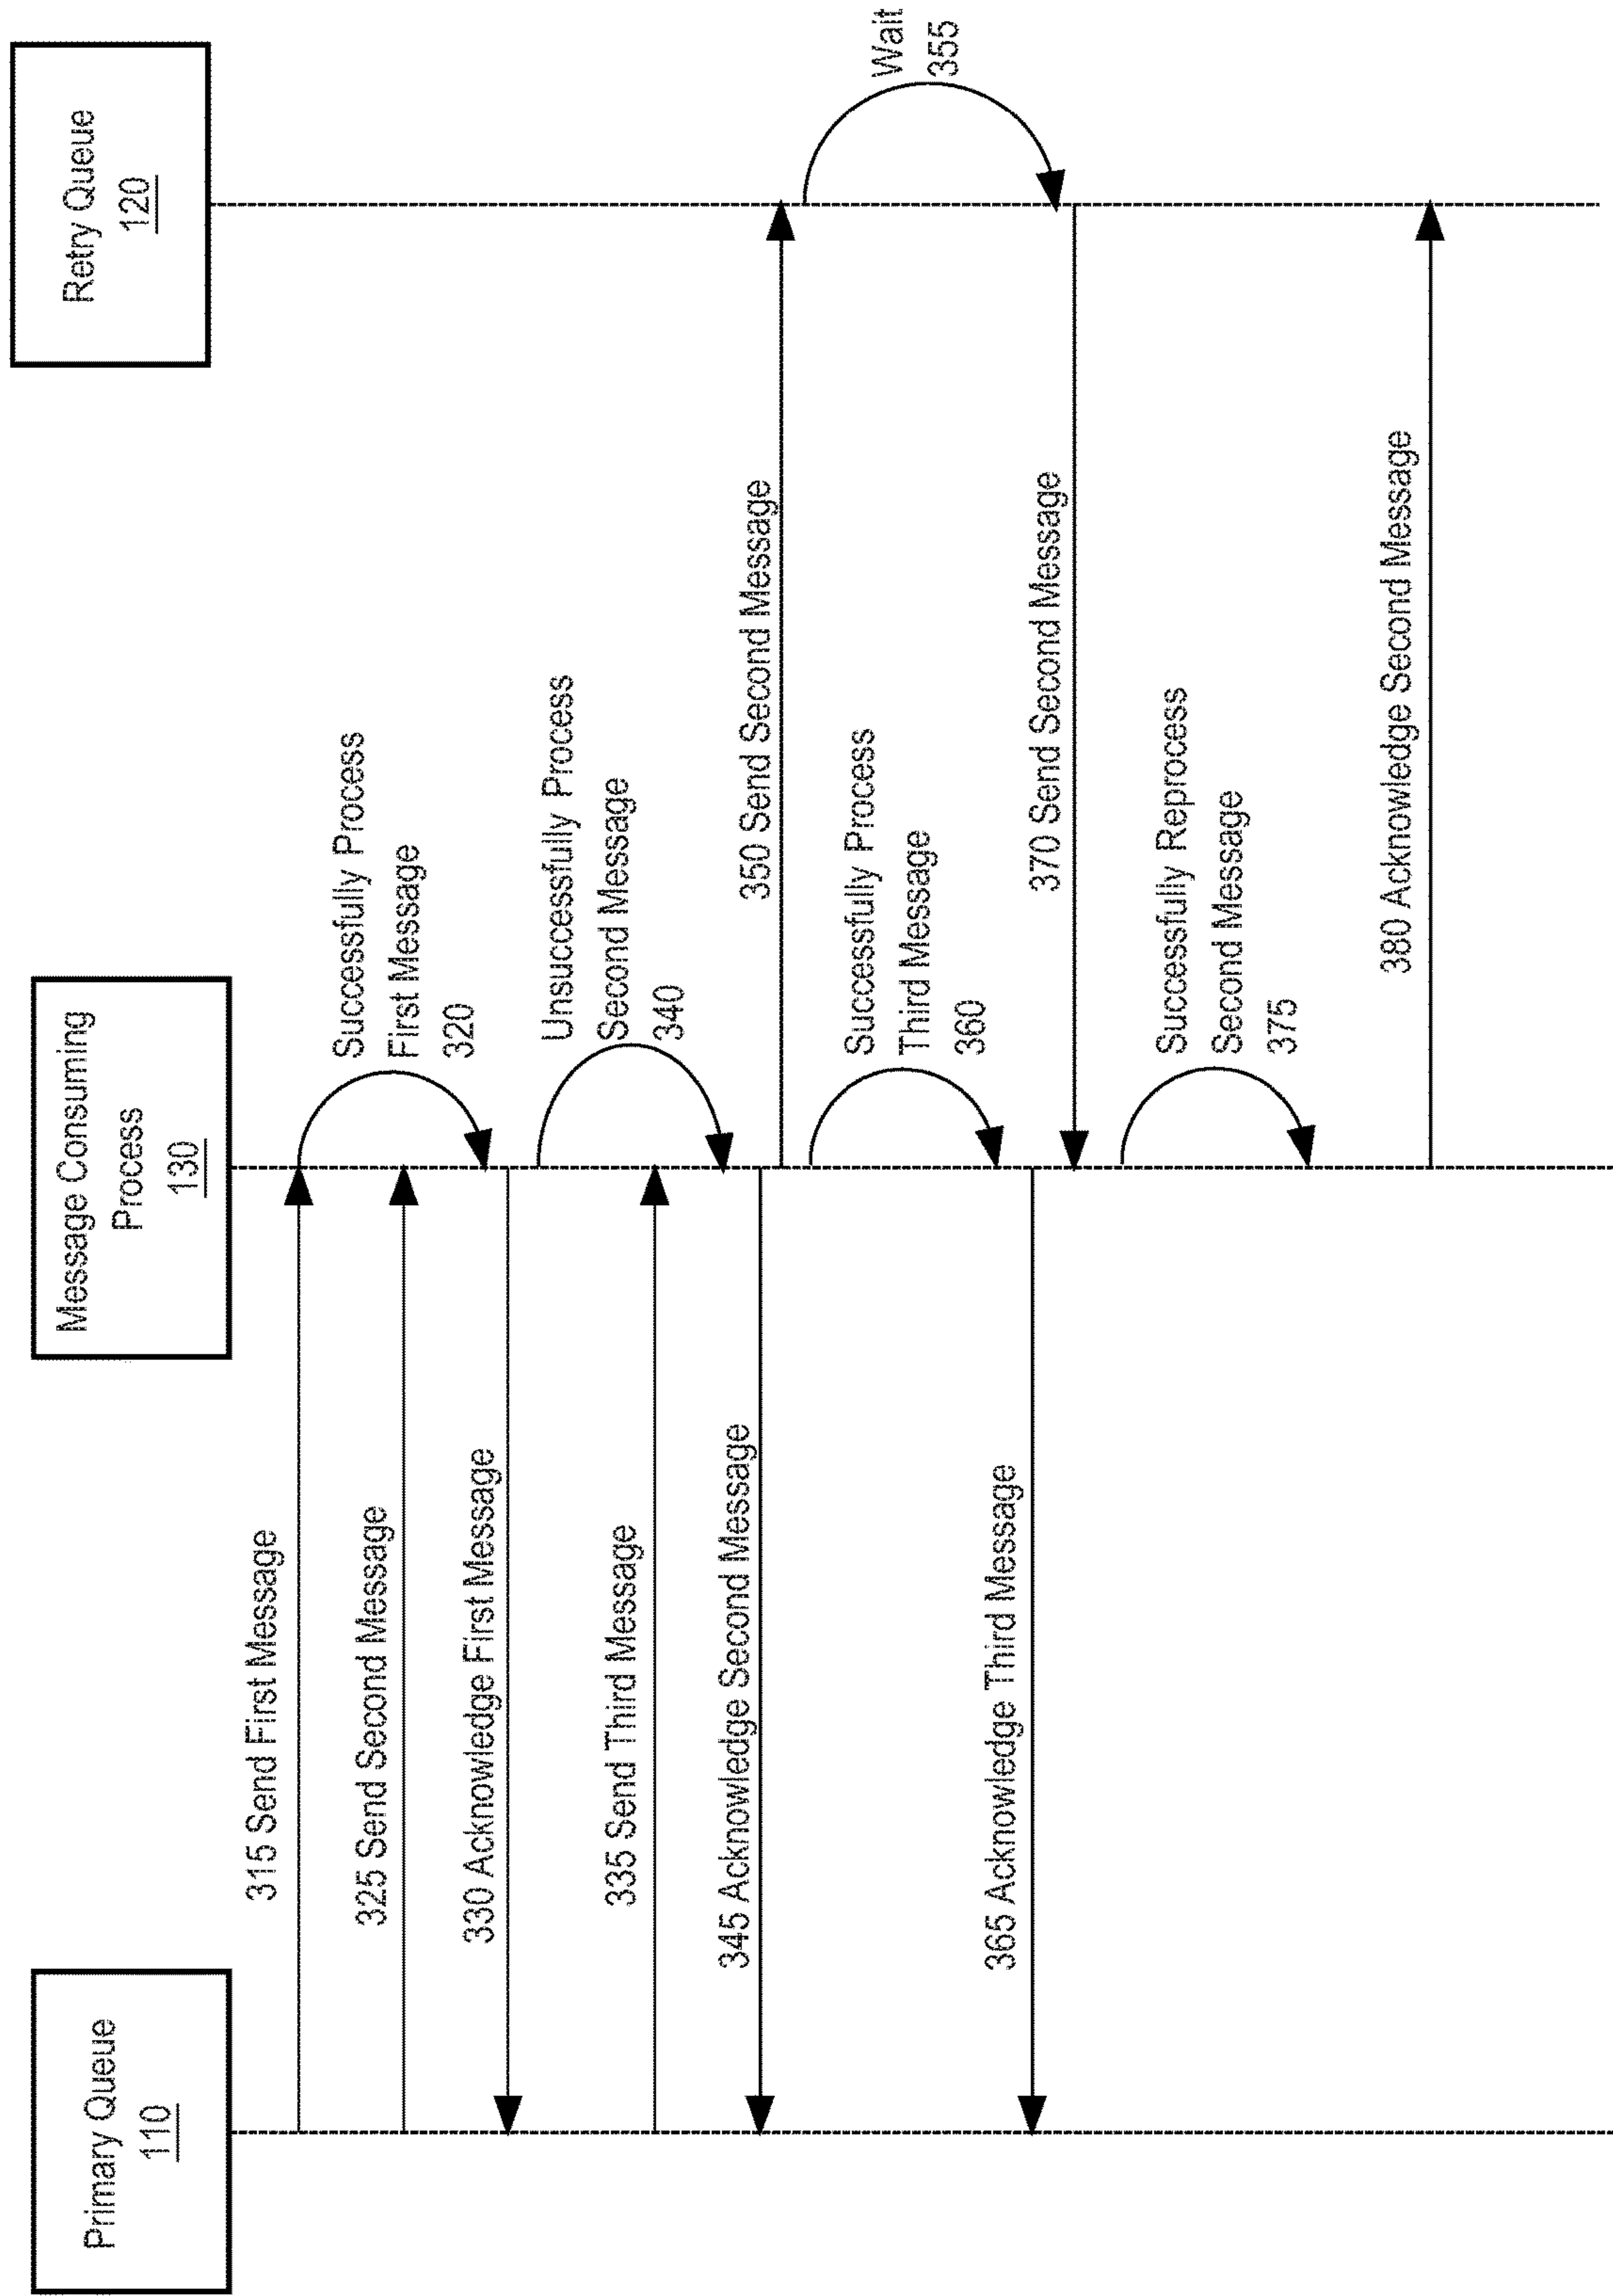 Primary Queue
110
Message Consuming
Process
130
Retry Queue
120
315 Send First Message
Successfully Process
First Message
320
325 Send Second Message
330 Acknowledge First Message
Unsuccessfully Process
Second Message
340
335 Send Third Message
345 Acknowledge Second Message
350 Send Second Message
Wait
355
Successfully Process
Third Message
360
365 Acknowledge Third Message
370 Send Second Message
Successfully Reprocess
Second Message
375
380 Acknowledge Second Message